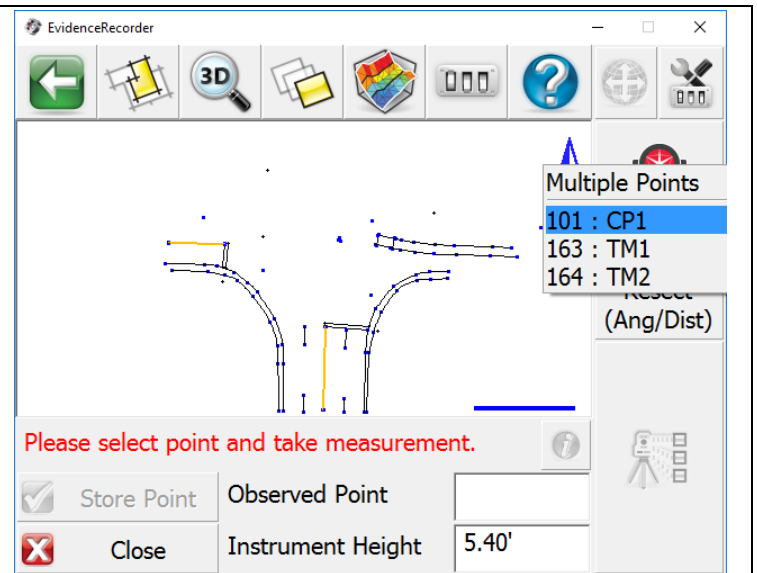 EvidenceRecorder
3D
Multiple Points
101 : CP1
163 : TM1
164 : TM2
Resect
(Ang/Dist)
Please select point and take measurement.
Store Point
Observed Point
Close
Instrument Height
5.40'